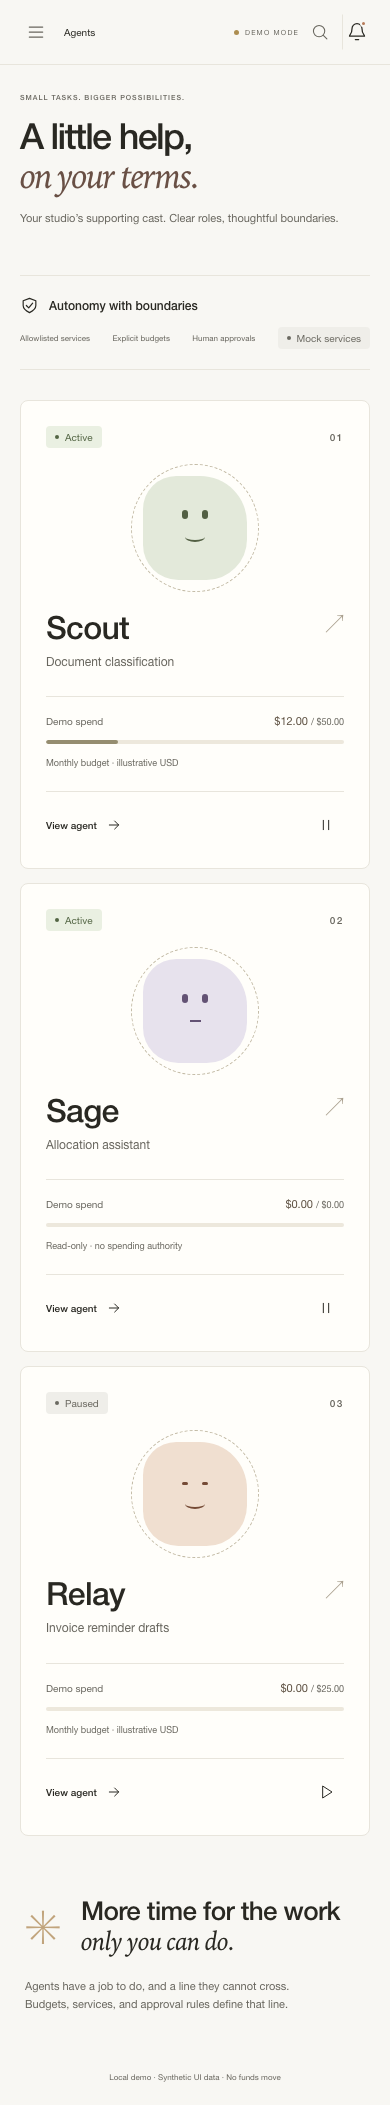 Agents
DEMO MODE
SMALL TASKS. BIGGER POSSIBILITIES.
A little help,
on your terms.
Your studio's supporting cast. Clear roles, thoughtful boundaries.
Autonomy with boundaries
Allowlisted services Explicit budgets Human approvals Mock services
Active 01
Scout
Document classification
Demo spend $12.00 / $50.00
Monthly budget · illustrative USD
View agent
Active 02
Sage
Allocation assistant
Demo spend $0.00 / $0.00
Read-only · no spending authority
View agent
Paused 03
Relay
Invoice reminder drafts
Demo spend $0.00 / $25.00
Monthly budget · illustrative USD
View agent
More time for the work
only you can do.
Agents have a job to do, and a line they cannot cross.
Budgets, services, and approval rules define that line.
Local demo · Synthetic UI data · No funds move